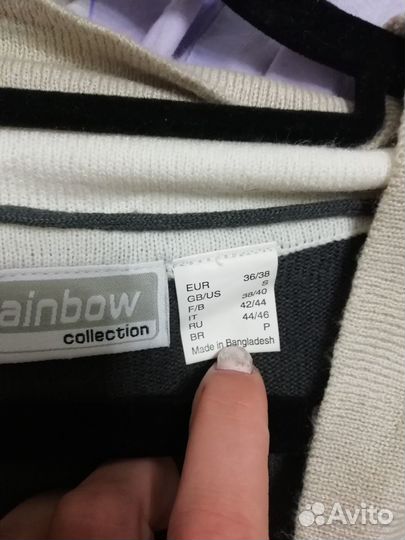 ainbow
collection
EUR 36/38
GB/US S
F/B 38/40
IT 42/44
RU 44/46
BR P
Made in Bangladesh
Avito